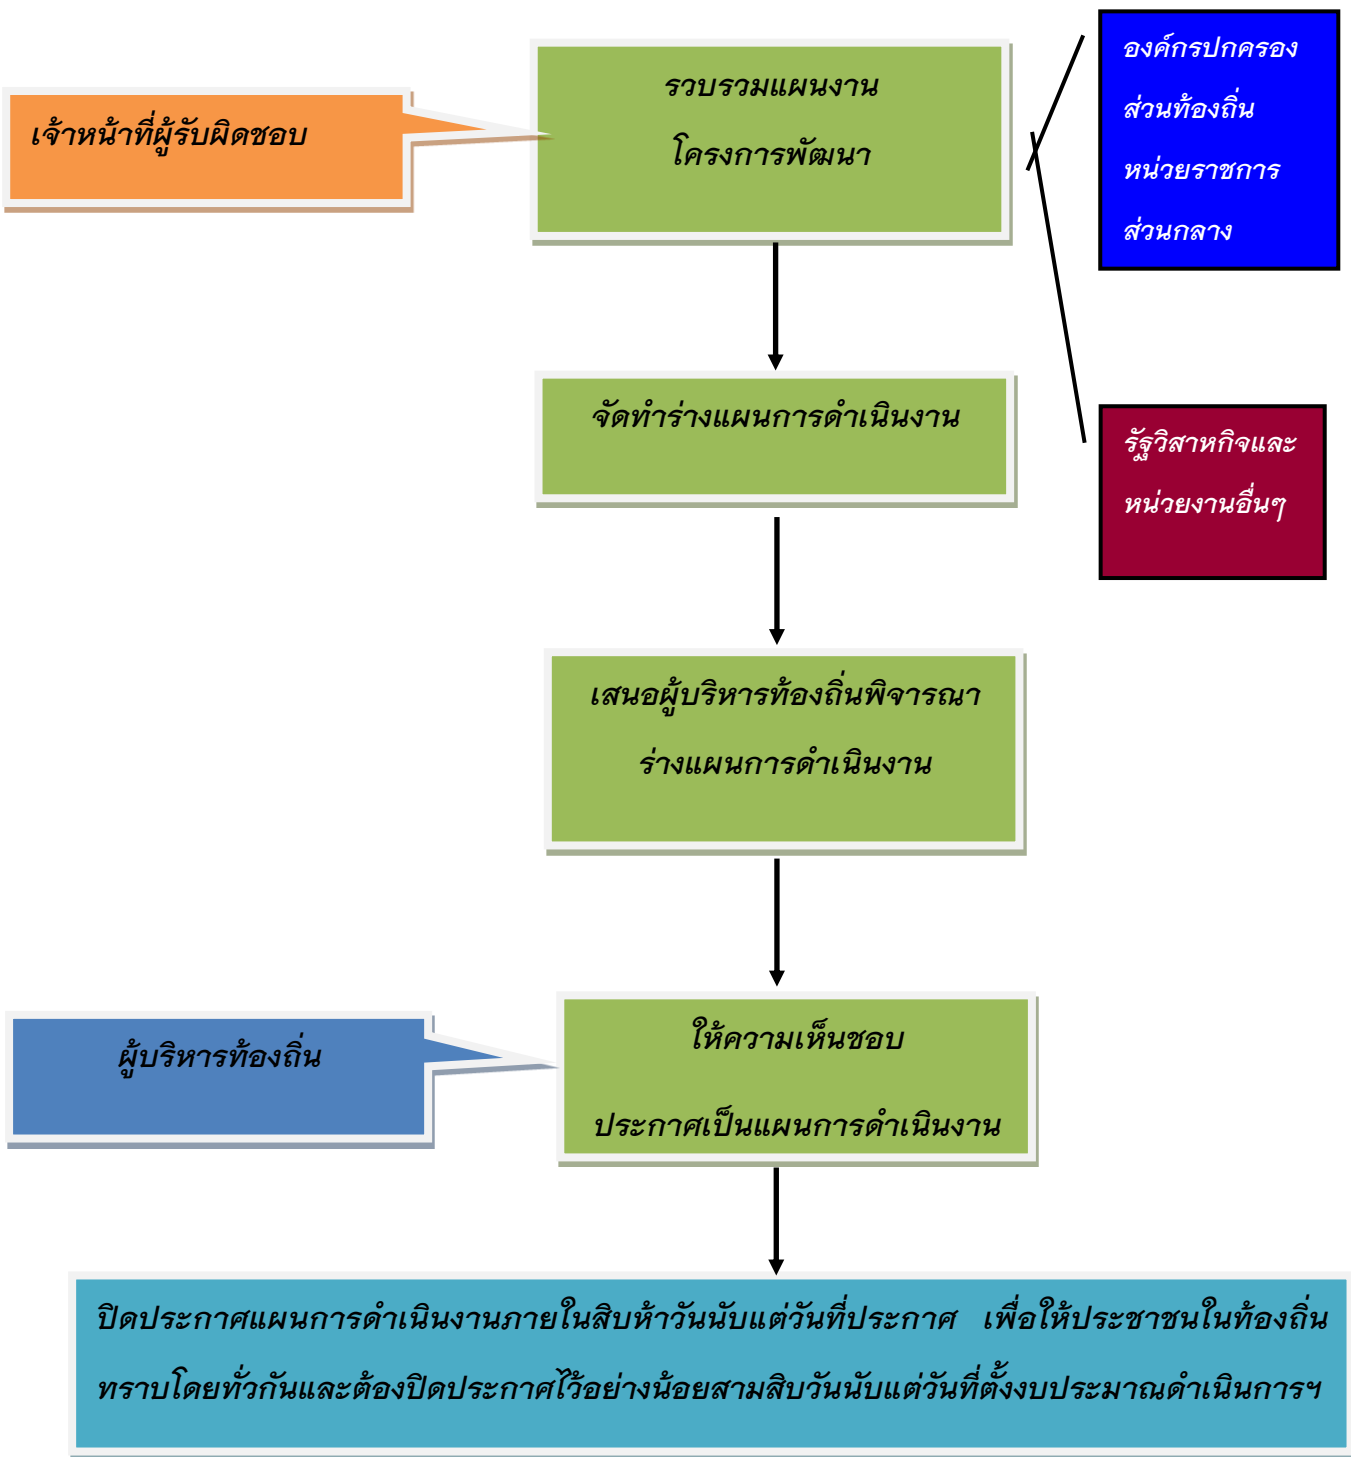 เจ้าหน้าที่ผู้รับผิดชอบ
รวบรวมแผนงาน
โครงการพัฒนา
องค์กรปกครอง
ส่วนท้องถิ่น
หน่วยราชการ
ส่วนกลาง
จัดทำร่างแผนการดำเนินงาน
รัฐวิสาหกิจและ
หน่วยงานอื่นๆ
เสนอผู้บริหารท้องถิ่นพิจารณา
ร่างแผนการดำเนินงาน
ผู้บริหารท้องถิ่น
ให้ความเห็นชอบ
ประกาศเป็นแผนการดำเนินงาน
ปิดประกาศแผนการดำเนินงานภายในสิบห้าวันนับแต่วันที่ประกาศ เพื่อให้ประชาชนในท้องถิ่น
ทราบโดยทั่วกันและต้องปิดประกาศไว้อย่างน้อยสามสิบวันนับแต่วันที่ตั้งงบประมาณดำเนินการฯ